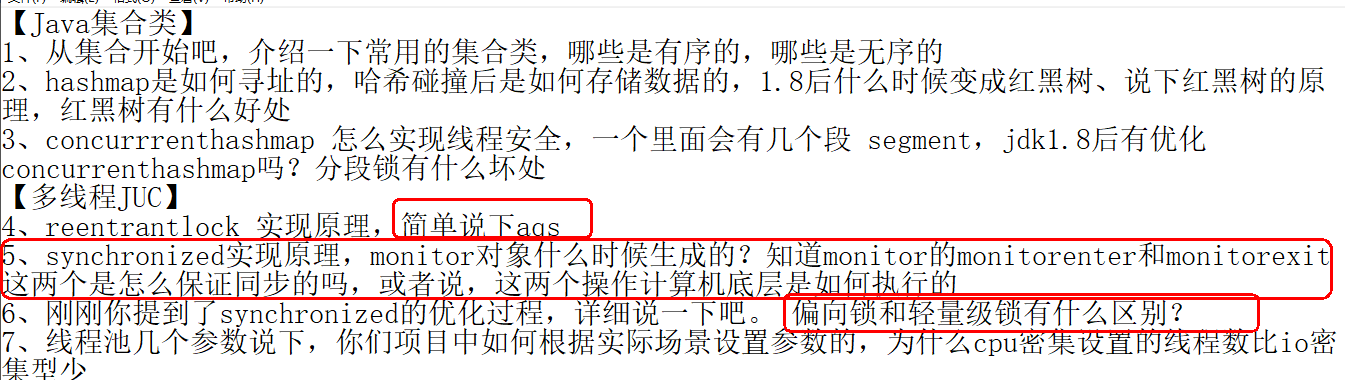 【Java集合类】
1、从集合开始吧，介绍一下常用的集合类，哪些是有序的，哪些是无序的
2、hashmap是如何寻址的，哈希碰撞后是如何存储数据的，1.8后什么时候变成红黑树、说下红黑树的原
理，红黑树有什么好处
3、concurrrenthashmap 怎么实现线程安全，一个里面会有几个段 segment，jdk1.8后有优化
concurrenthashmap吗？分段锁有什么坏处
【多线程JUC】
4、reentrantlock 实现原理，简单说下aqs
5、synchronized实现原理，monitor对象什么时候生成的？知道monitor的monitorenter和monitorexit
这两个是怎么保证同步的吗，或者说，这两个操作计算机底层是如何执行的
6、刚刚你提到了synchronized的优化过程，详细说一下吧。 偏向锁和轻量级锁有什么区别？
7、线程池几个参数说下，你们项目中如何根据实际场景设置参数的，为什么cpu密集设置的线程数比io密
集型少